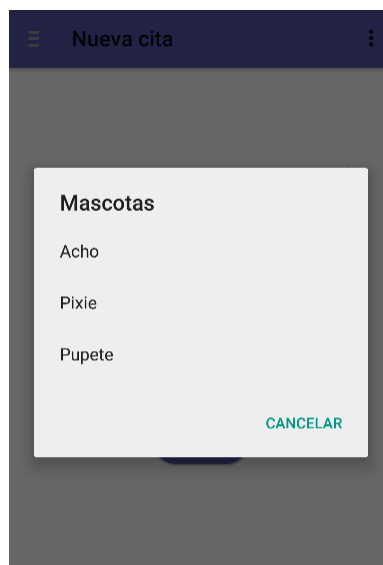 Nueva cita
Mascotas
Acho
Pixie
Pupete
CANCELAR